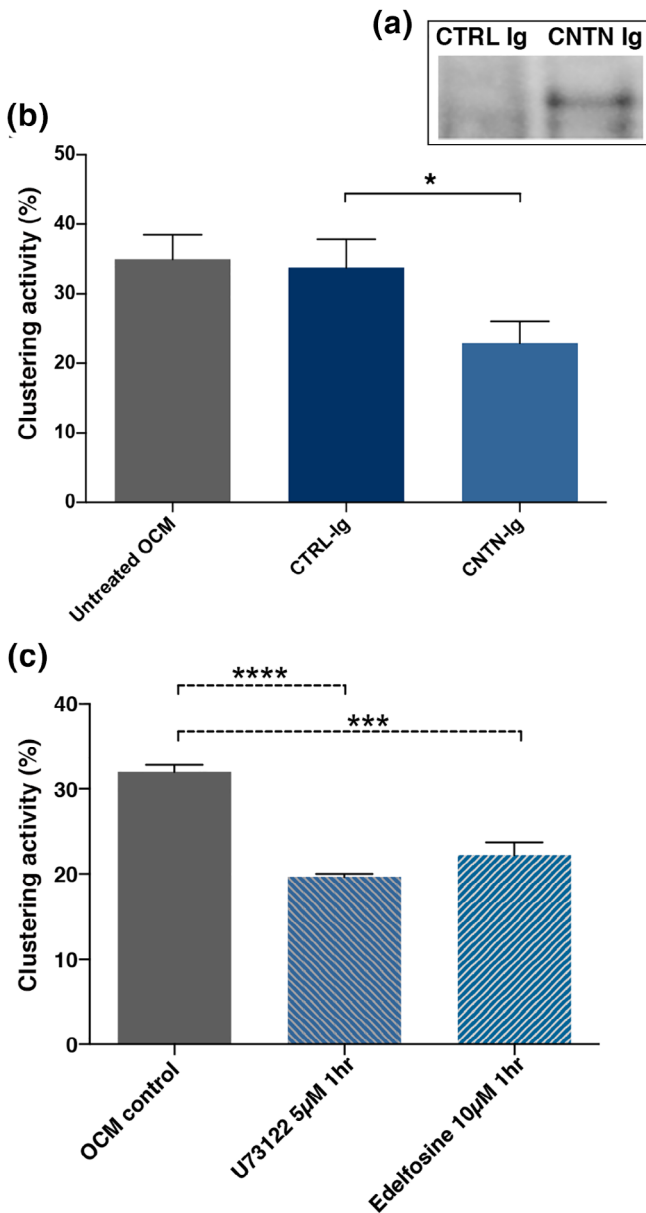 (a)
CTRL Ig CNTN Ig
(b)
Clustering activity (%)
50
40
30
20
10
0
*
Untreated OCM
CTRL-Ig
CNTN-Ig
(c)
Clustering activity (%)
40
30
20
10
0
****
***
OCM control
U73122 5µM 1hr
Edelfosine 10µM 1hr